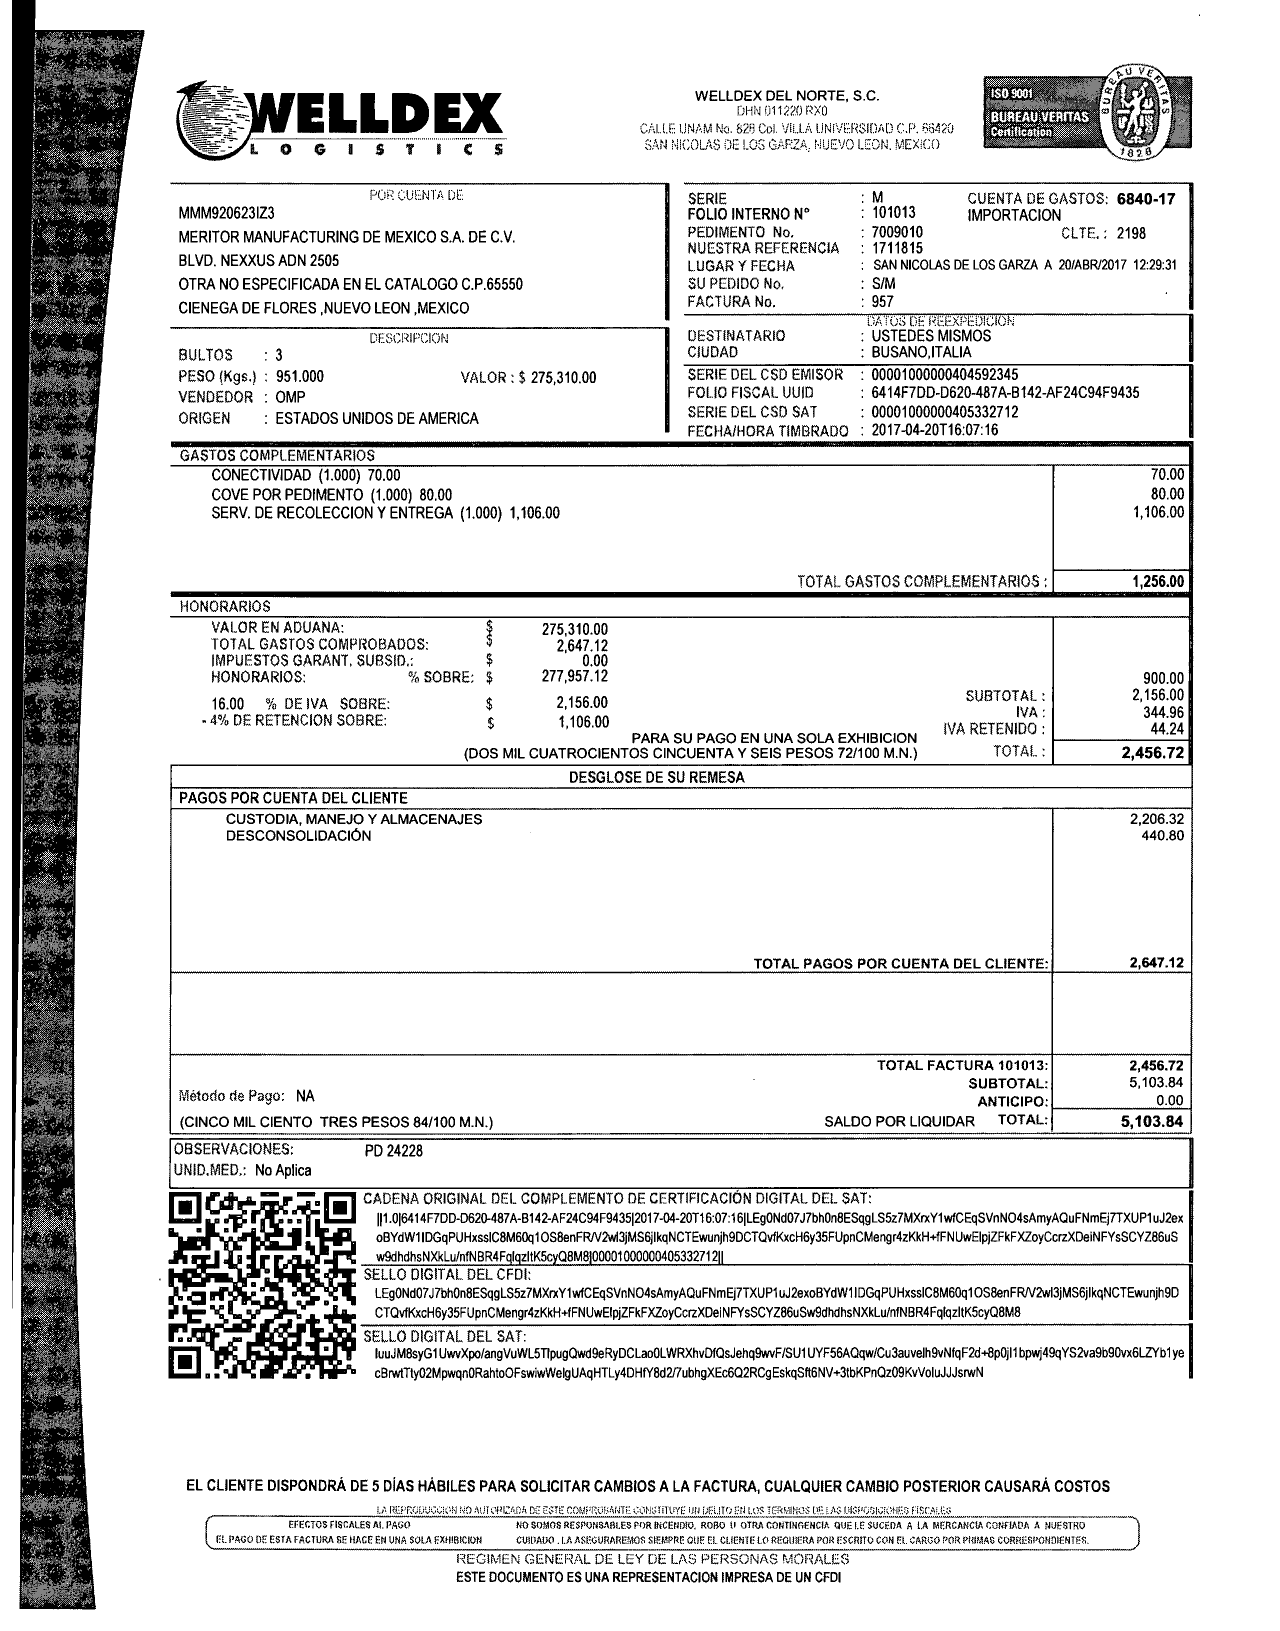 WELLDEX
LOGISTICS
WELLDEX DEL NORTE, S.C.
DHN 011220 RX0
CALLE UNAM No. 828 Col. VILLA UNIVERSIDAD C.P. 66420
SAN NICOLAS DE LOS GARZA, NUEVO LEON, MEXICO
ISO 9001
BUREAU VERITAS
Certification
BUREAU VERITAS
1828
POR CUENTA DE
MMM920623IZ3
MERITOR MANUFACTURING DE MEXICO S.A. DE C.V.
BLVD. NEXXUS ADN 2505
OTRA NO ESPECIFICADA EN EL CATALOGO C.P.65550
CIENEGA DE FLORES ,NUEVO LEON ,MEXICO
SERIE : M CUENTA DE GASTOS: 6840-17
FOLIO INTERNO N° : 101013 IMPORTACION
PEDIMENTO No. : 7009010 CLTE. : 2198
NUESTRA REFERENCIA : 1711815
LUGAR Y FECHA : SAN NICOLAS DE LOS GARZA A 20/ABR/2017 12:29:31
SU PEDIDO No. : S/M
FACTURA No. : 957
DESCRIPCION
BULTOS : 3
PESO (Kgs.) : 951.000 VALOR : $ 275,310.00
VENDEDOR : OMP
ORIGEN : ESTADOS UNIDOS DE AMERICA
DATOS DE REEXPEDICION
DESTINATARIO : USTEDES MISMOS
CIUDAD : BUSANO,ITALIA
SERIE DEL CSD EMISOR : 00001000000404592345
FOLIO FISCAL UUID : 6414F7DD-D620-487A-B142-AF24C94F9435
SERIE DEL CSD SAT : 00001000000405332712
FECHA/HORA TIMBRADO : 2017-04-20T16:07:16
GASTOS COMPLEMENTARIOS
CONECTIVIDAD (1.000) 70.00 70.00
COVE POR PEDIMENTO (1.000) 80.00 80.00
SERV. DE RECOLECCION Y ENTREGA (1.000) 1,106.00 1,106.00
TOTAL GASTOS COMPLEMENTARIOS : 1,256.00
HONORARIOS
VALOR EN ADUANA: $ 275,310.00
TOTAL GASTOS COMPROBADOS: $ 2,647.12
IMPUESTOS GARANT. SUBSID.: $ 0.00
HONORARIOS: % SOBRE: $ 277,957.12 900.00
SUBTOTAL : 2,156.00
16.00 % DE IVA SOBRE: $ 2,156.00 IVA : 344.96
- 4% DE RETENCION SOBRE: $ 1,106.00 IVA RETENIDO : 44.24
PARA SU PAGO EN UNA SOLA EXHIBICION
(DOS MIL CUATROCIENTOS CINCUENTA Y SEIS PESOS 72/100 M.N.) TOTAL : 2,456.72
DESGLOSE DE SU REMESA
PAGOS POR CUENTA DEL CLIENTE
CUSTODIA, MANEJO Y ALMACENAJES 2,206.32
DESCONSOLIDACIÓN 440.80
TOTAL PAGOS POR CUENTA DEL CLIENTE: 2,647.12
TOTAL FACTURA 101013: 2,456.72
SUBTOTAL: 5,103.84
Método de Pago: NA
ANTICIPO: 0.00
(CINCO MIL CIENTO TRES PESOS 84/100 M.N.) SALDO POR LIQUIDAR TOTAL: 5,103.84
OBSERVACIONES: PD 24228
UNID.MED.: No Aplica
CADENA ORIGINAL DEL COMPLEMENTO DE CERTIFICACIÓN DIGITAL DEL SAT:
||1.0|6414F7DD-D620-487A-B142-AF24C94F9435|2017-04-20T16:07:16|LEg0Nd07J7bh0n8ESqgLS5z7MXrxY1wfCEqSVnNO4sAmyAQuFNmEj7TXUP1uJ2ex
oBYdW1IDGqPUHxssIC8M60q1OS8enFR/V2wl3jMS6jIkqNCTEwunjh9DCTQvfKxcH6y35FUpnCMengr4zKkH+fFNUwElpjZFkFXZoyCcrzXDeiNFYsSCYZ86uS
w9dhdhsNXkLu/nfNBR4FqlqzItK5cyQ8M8|00001000000405332712||
SELLO DIGITAL DEL CFDI:
LEg0Nd07J7bh0n8ESqgLS5z7MXrxY1wfCEqSVnNO4sAmyAQuFNmEj7TXUP1uJ2exoBYdW1IDGqPUHxssIC8M60q1OS8enFR/V2wl3jMS6jIkqNCTEwunjh9D
CTQvfKxcH6y35FUpnCMengr4zKkH+fFNUwElpjZFkFXZoyCcrzXDeiNFYsSCYZ86uSw9dhdhsNXkLu/nfNBR4FqlqzItK5cyQ8M8
SELLO DIGITAL DEL SAT:
IuuJM8syG1UwvXpo/angVuWL5TIpugQwd9eRyDCLao0LWRXhvDfQsJehq9wvF/SU1UYF56AQqw/Cu3auvelh9vNfqF2d+8p0jI1bpwj49qYS2va9b90vx6LZYb1ye
cBrwtTty02Mpwqn0RahtoOFswiwWeIgUAqHTLy4DHfY8d2/7ubhgXEc6Q2RCgEskqSft6NV+3tbKPnQz09KvVoIuJJJsrwN
EL CLIENTE DISPONDRÁ DE 5 DÍAS HÁBILES PARA SOLICITAR CAMBIOS A LA FACTURA, CUALQUIER CAMBIO POSTERIOR CAUSARÁ COSTOS
LA REPRODUCCION NO AUTORIZADA DE ESTE COMPROBANTE CONSTITUYE UN DELITO EN LOS TERMINOS DE LAS DISPOSICIONES FISCALES
EFECTOS FISCALES AL PAGO NO SOMOS RESPONSABLES POR INCENDIO, ROBO U OTRA CONTINGENCIA QUE LE SUCEDA A LA MERCANCIA CONFIADA A NUESTRO
EL PAGO DE ESTA FACTURA SE HACE EN UNA SOLA EXHIBICION CUIDADO , LA ASEGURAREMOS SIEMPRE QUE EL CLIENTE LO REQUIERA POR ESCRITO CON EL CARGO POR PRIMAS CORRESPONDIENTES.
REGIMEN GENERAL DE LEY DE LAS PERSONAS MORALES
ESTE DOCUMENTO ES UNA REPRESENTACION IMPRESA DE UN CFDI